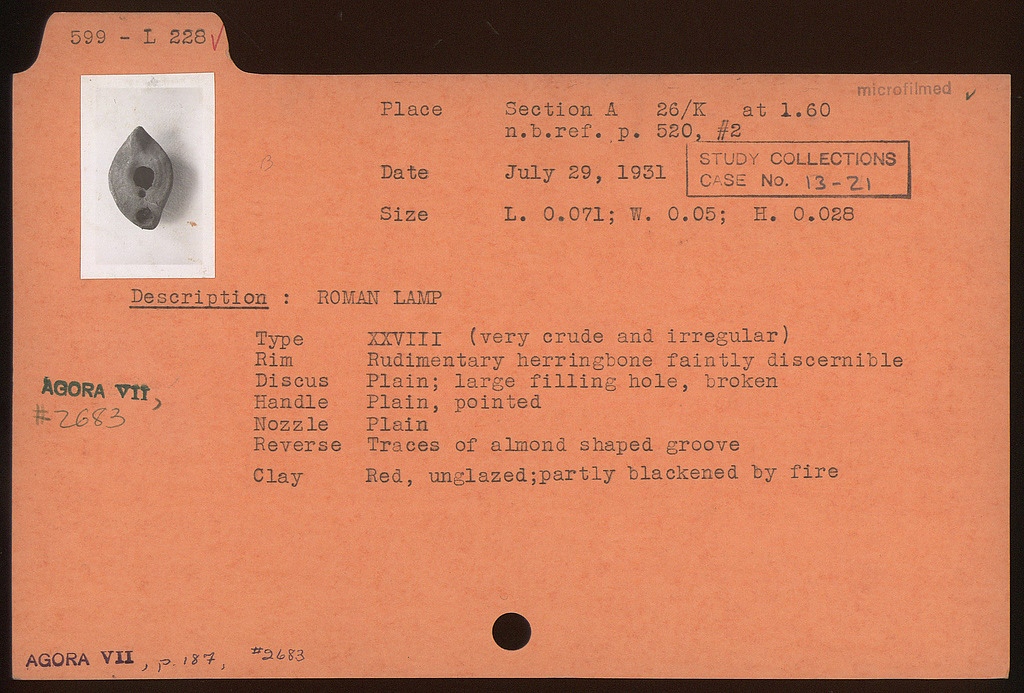 599 - L 228 ✓
microfilmed ✓
Place Section A 26/K at 1.60
n.b.ref. p. 520, #2
Date July 29, 1931
STUDY COLLECTIONS
CASE No. 13-21
Size L. 0.071; W. 0.05; H. 0.028
Description : ROMAN LAMP
Type XXVIII (very crude and irregular)
Rim Rudimentary herringbone faintly discernible
Discus Plain; large filling hole, broken
Handle Plain, pointed
Nozzle Plain
Reverse Traces of almond shaped groove
Clay Red, unglazed;partly blackened by fire
AGORA VII,
#2683
AGORA VII, p. 187, #2683